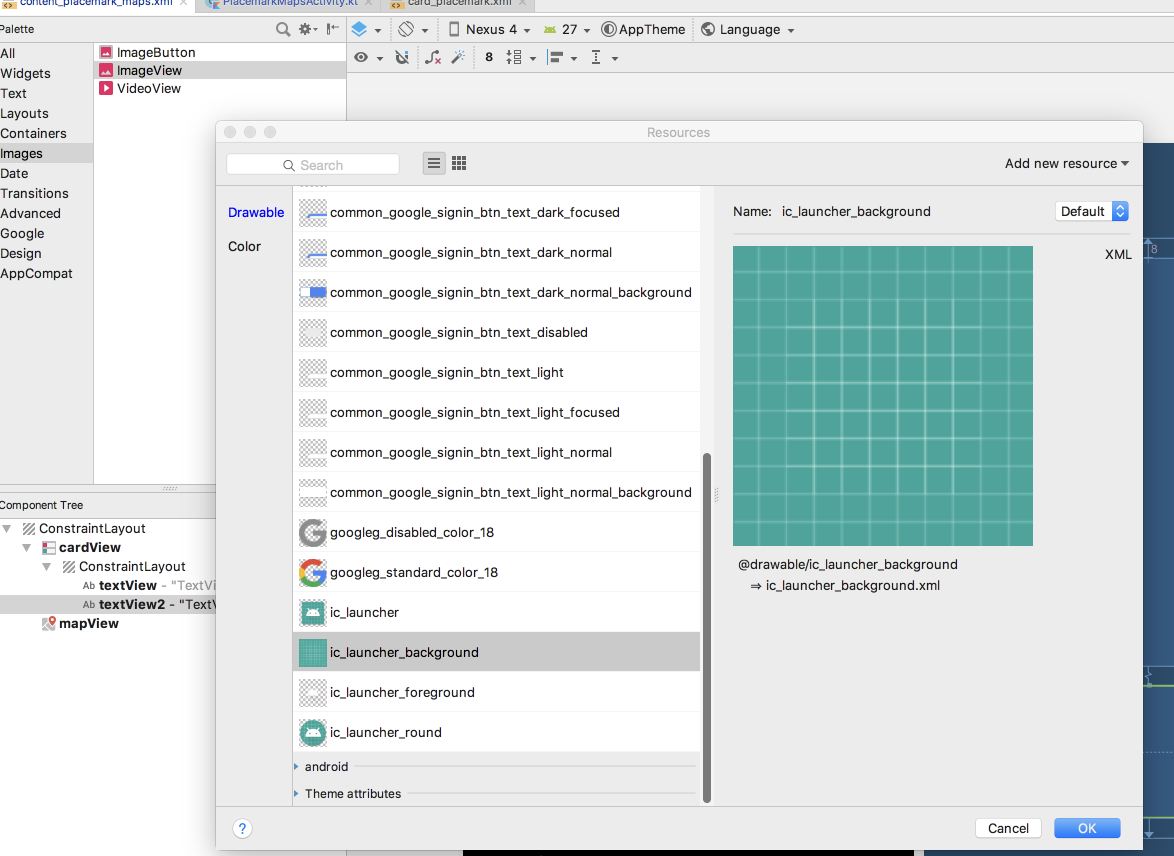 content_placemark_maps.xml
PlacemarkMapsActivity.kt
card_placemark.xml
Palette
Nexus 4
27
AppTheme
Language
8
All
Widgets
Text
Layouts
Containers
Images
Date
Transitions
Advanced
Google
Design
AppCompat
ImageButton
ImageView
VideoView
Resources
Search
Add new resource
Drawable
Color
common_google_signin_btn_text_dark_focused
common_google_signin_btn_text_dark_normal
common_google_signin_btn_text_dark_normal_background
common_google_signin_btn_text_disabled
common_google_signin_btn_text_light
common_google_signin_btn_text_light_focused
common_google_signin_btn_text_light_normal
common_google_signin_btn_text_light_normal_background
googleg_disabled_color_18
googleg_standard_color_18
ic_launcher
ic_launcher_background
ic_launcher_foreground
ic_launcher_round
android
Theme attributes
Name: ic_launcher_background
Default
XML
8
@drawable/ic_launcher_background
⇒ ic_launcher_background.xml
Component Tree
ConstraintLayout
cardView
ConstraintLayout
Ab textView - "TextVi
Ab textView2 - "TextV
mapView
?
Cancel
OK